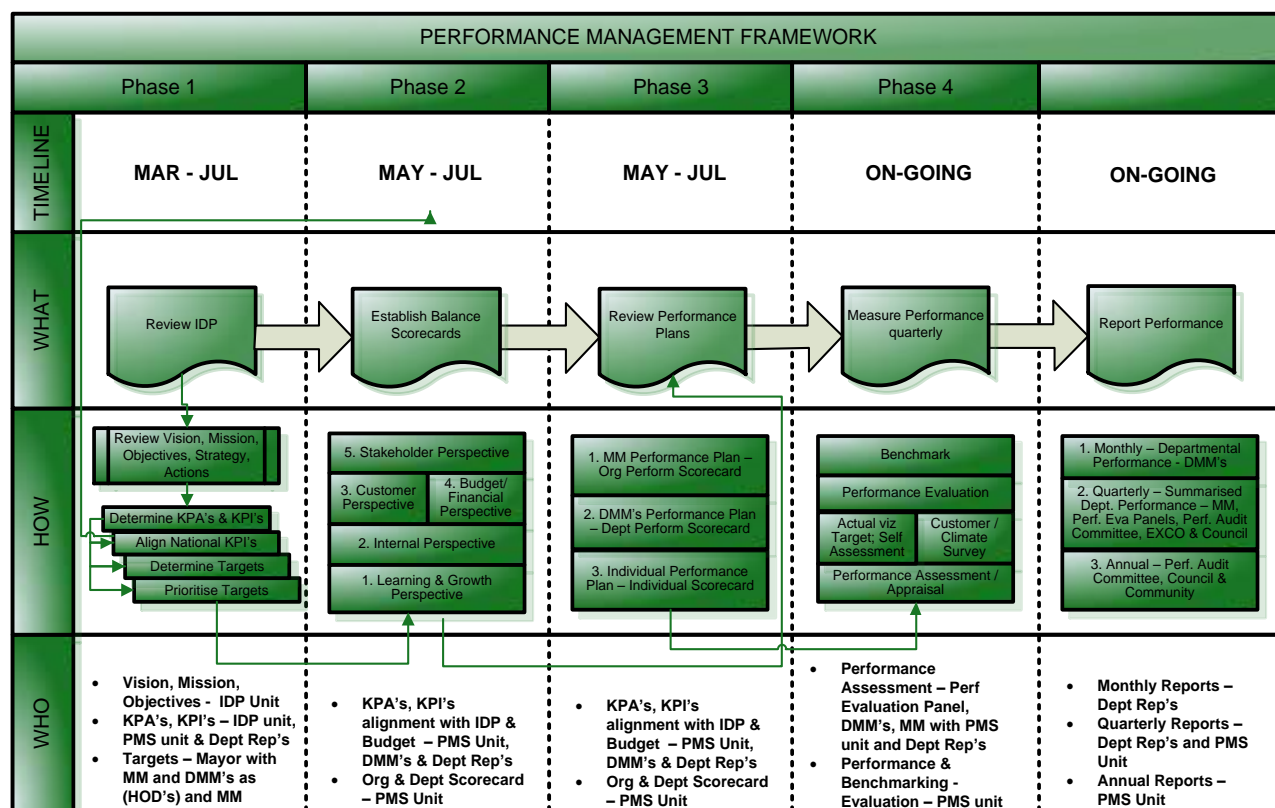 PERFORMANCE MANAGEMENT FRAMEWORK
Phase 1
Phase 2
Phase 3
Phase 4
TIMELINE
MAR - JUL
MAY - JUL
MAY - JUL
ON-GOING
ON-GOING
WHAT
Review IDP
Establish Balance
Scorecards
Review Performance
Plans
Measure Performance
quarterly
Report Performance
HOW
Review Vision, Mission,
Objectives, Strategy,
Actions
Determine KPA's & KPI's
Align National KPI's
Determine Targets
Prioritise Targets
5. Stakeholder Perspective
3. Customer
Perspective
4. Budget/
Financial
Perspective
2. Internal Perspective
1. Learning & Growth
Perspective
1. MM Performance Plan –
Org Perform Scorecard
2. DMM's Performance Plan
– Dept Perform Scorecard
3. Individual Performance
Plan – Individual Scorecard
Benchmark
Performance Evaluation
Actual viz
Target; Self
Assessment
Customer /
Climate
Survey
Performance Assessment /
Appraisal
1. Monthly – Departmental
Performance - DMM's
2. Quarterly – Summarised
Dept. Performance – MM,
Perf. Eva Panels, Perf. Audit
Committee, EXCO & Council
3. Annual – Perf. Audit
Committee, Council &
Community
WHO
• Vision, Mission,
Objectives - IDP Unit
• KPA's, KPI's – IDP unit,
PMS unit & Dept Rep's
• Targets – Mayor with
MM and DMM's as
(HOD's) and MM
• KPA's, KPI's
alignment with IDP &
Budget – PMS Unit,
DMM's & Dept Rep's
• Org & Dept Scorecard
– PMS Unit
• KPA's, KPI's
alignment with IDP &
Budget – PMS Unit,
DMM's & Dept Rep's
• Org & Dept Scorecard
– PMS Unit
• Performance
Assessment – Perf
Evaluation Panel,
DMM's, MM with PMS
unit and Dept Rep's
• Performance &
Benchmarking -
Evaluation – PMS unit
• Monthly Reports –
Dept Rep's
• Quarterly Reports –
Dept Rep's and PMS
Unit
• Annual Reports –
PMS Unit